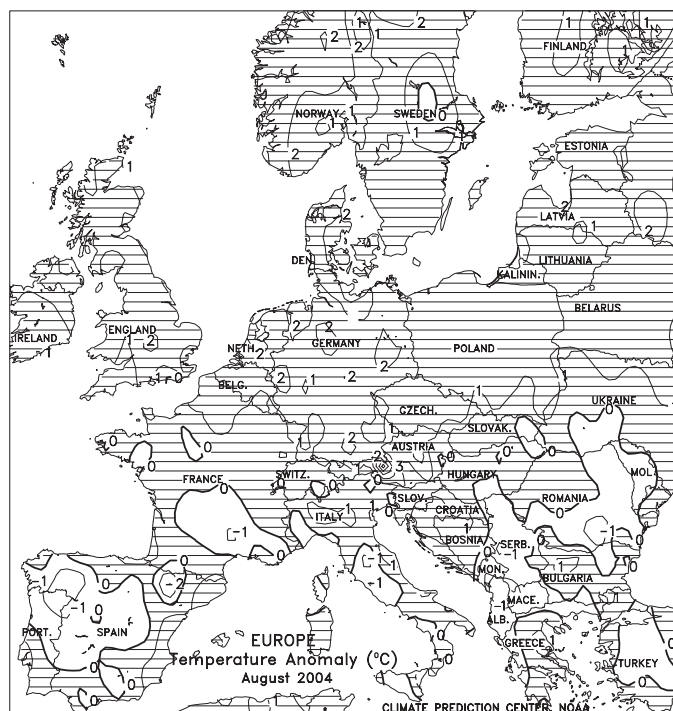 FINLAND
NORWAY
SWEDEN
ESTONIA
LATVIA
DEN.
LITHUANIA
KALININ.
BELARUS
IRELAND
ENGLAND
NETH.
GERMANY
POLAND
BELG.
UKRAINE
CZECH.
SLOVAK.
AUSTRIA
FRANCE
SWITZ.
HUNGARY
MOL.
SLOV.
ROMANIA
ITALY
CROATIA
BOSNIA
SERB.
MON.
BULGARIA
MACE.
ALB.
PORT.
SPAIN
GREECE
TURKEY
EUROPE
Temperature Anomaly (°C)
August 2004
CLIMATE PREDICTION CENTER, NOAA